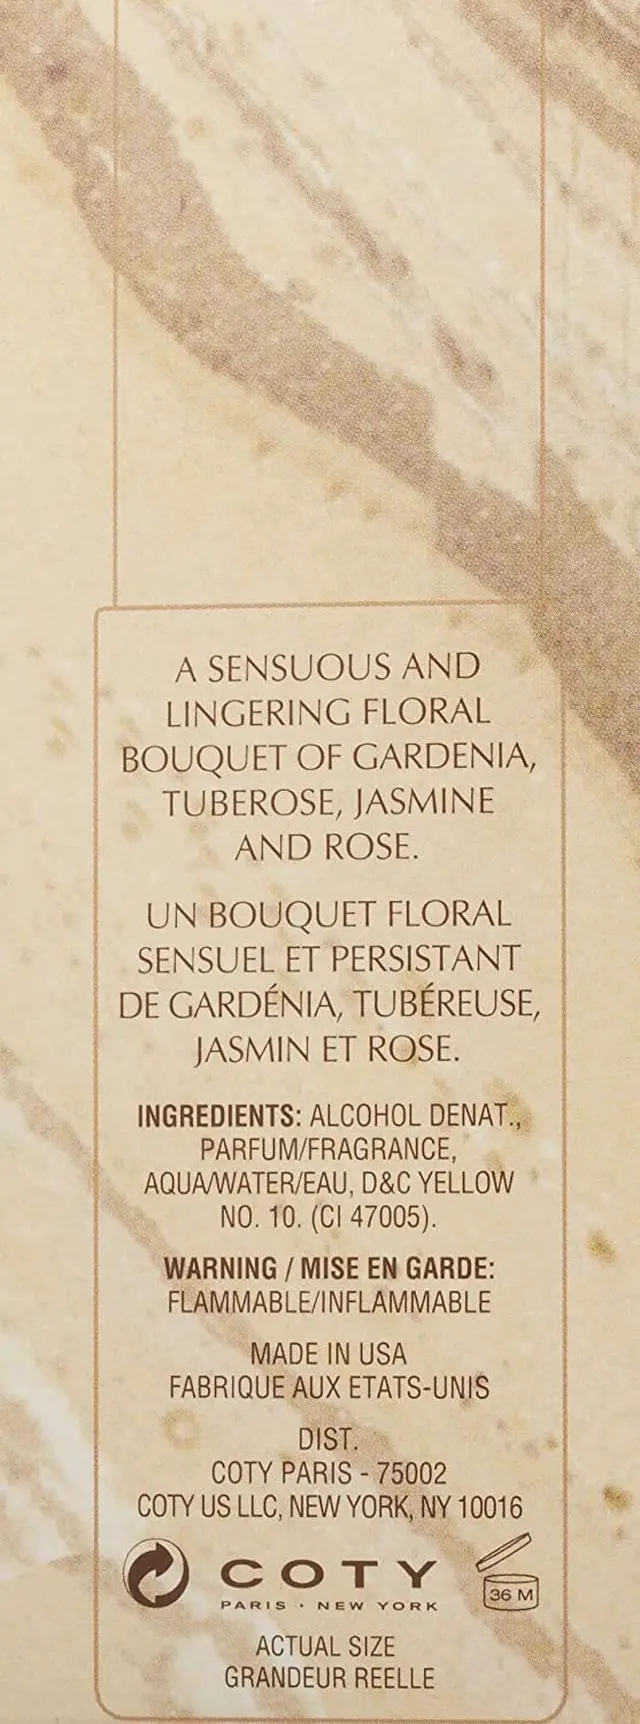 A SENSUOUS AND
LINGERING FLORAL
BOUQUET OF GARDENIA,
TUBEROSE, JASMINE
AND ROSE.
UN BOUQUET FLORAL
SENSUEL ET PERSISTANT
DE GARDÉNIA, TUBÉREUSE,
JASMIN ET ROSE.
INGREDIENTS: ALCOHOL DENAT.,
PARFUM/FRAGRANCE,
AQUA/WATER/EAU, D&C YELLOW
NO. 10. (CI 47005).
WARNING / MISE EN GARDE:
FLAMMABLE/INFLAMMABLE
MADE IN USA
FABRIQUE AUX ETATS-UNIS
DIST.
COTY PARIS - 75002
COTY US LLC, NEW YORK, NY 10016
COTY
PARIS · NEW YORK
36 M
ACTUAL SIZE
GRANDEUR REELLE